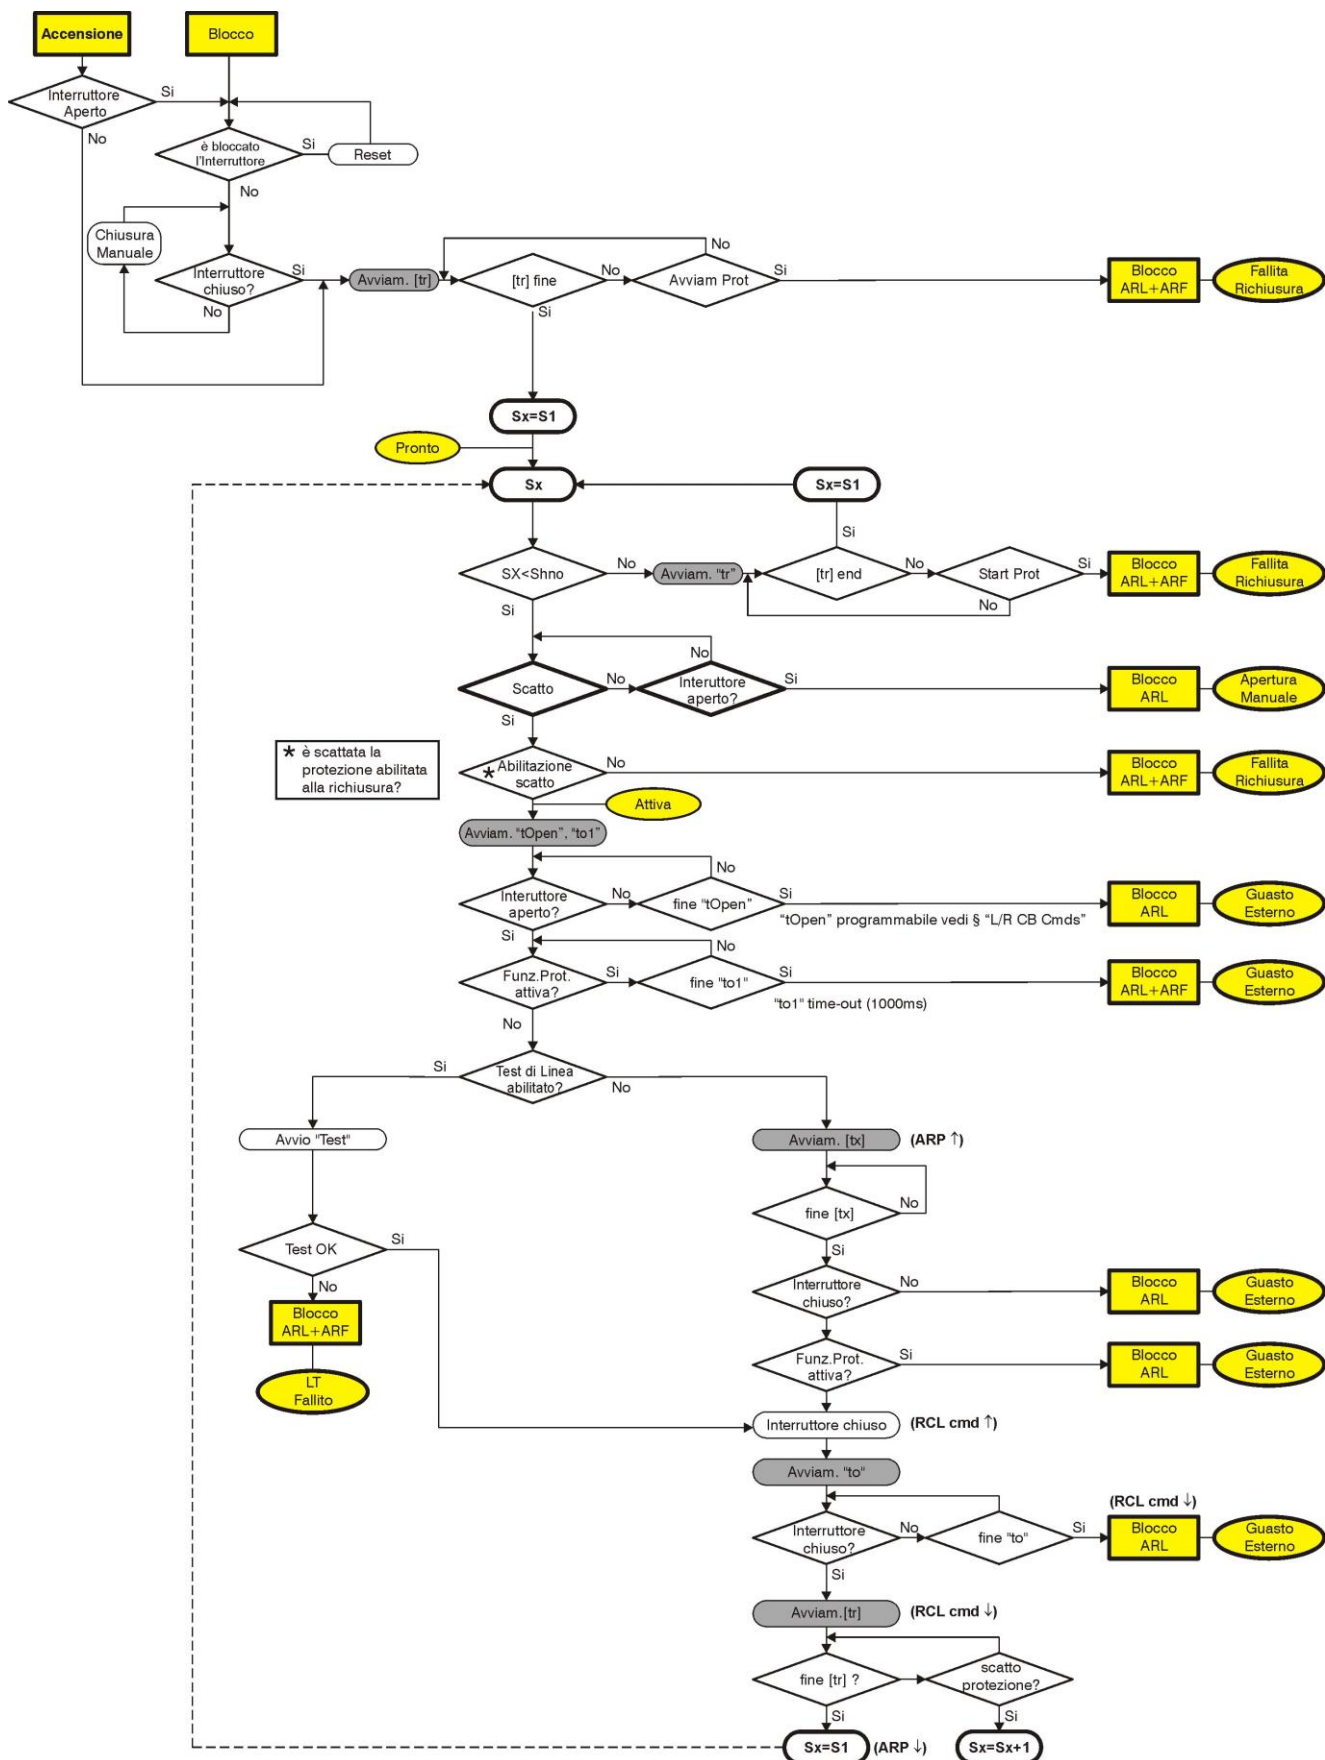 Accensione
Blocco
Interruttore
Aperto
Si
No
è bloccato
l'Interruttore
Si
Reset
No
Chiusura
Manuale
Interruttore
chiuso?
Si
No
Avviam. [tr]
[tr] fine
No
Si
Avviam Prot
No
Si
Blocco
ARL+ARF
Fallita
Richiusura
Sx=S1
Pronto
Sx
Sx=S1
Si
SX<Shno
No
Si
Avviam. "tr"
[tr] end
No
Start Prot
Si
No
Blocco
ARL+ARF
Fallita
Richiusura
Scatto
No
Si
No
Interuttore
aperto?
Si
Blocco
ARL
Apertura
Manuale
* è scattata la
protezione abilitata
alla richiusura?
* Abilitazione
scatto
No
Blocco
ARL+ARF
Fallita
Richiusura
Attiva
Avviam. "tOpen", "to1"
Interuttore
aperto?
No
Si
No
fine "tOpen"
Si
"tOpen" programmabile vedi § "L/R CB Cmds"
Blocco
ARL
Guasto
Esterno
Funz.Prot.
attiva?
Si
No
No
fine "to1"
Si
"to1" time-out (1000ms)
Blocco
ARL+ARF
Guasto
Esterno
Test di Linea
abilitato?
Si
No
Avvio "Test"
Avviam. [tx]
(ARP ↑)
fine [tx]
No
Si
Test OK
Si
No
Blocco
ARL+ARF
LT
Fallito
Interruttore
chiuso?
No
Blocco
ARL
Guasto
Esterno
Funz.Prot.
attiva?
Si
Blocco
ARL
Guasto
Esterno
Interruttore chiuso
(RCL cmd ↑)
Avviam. "to"
Interruttore
chiuso?
No
Si
fine "to"
Si
(RCL cmd ↓)
Blocco
ARL
Guasto
Esterno
Avviam.[tr]
(RCL cmd ↓)
fine [tr] ?
Si
scatto
protezione?
Si
Sx=S1
(ARP ↓)
Sx=Sx+1